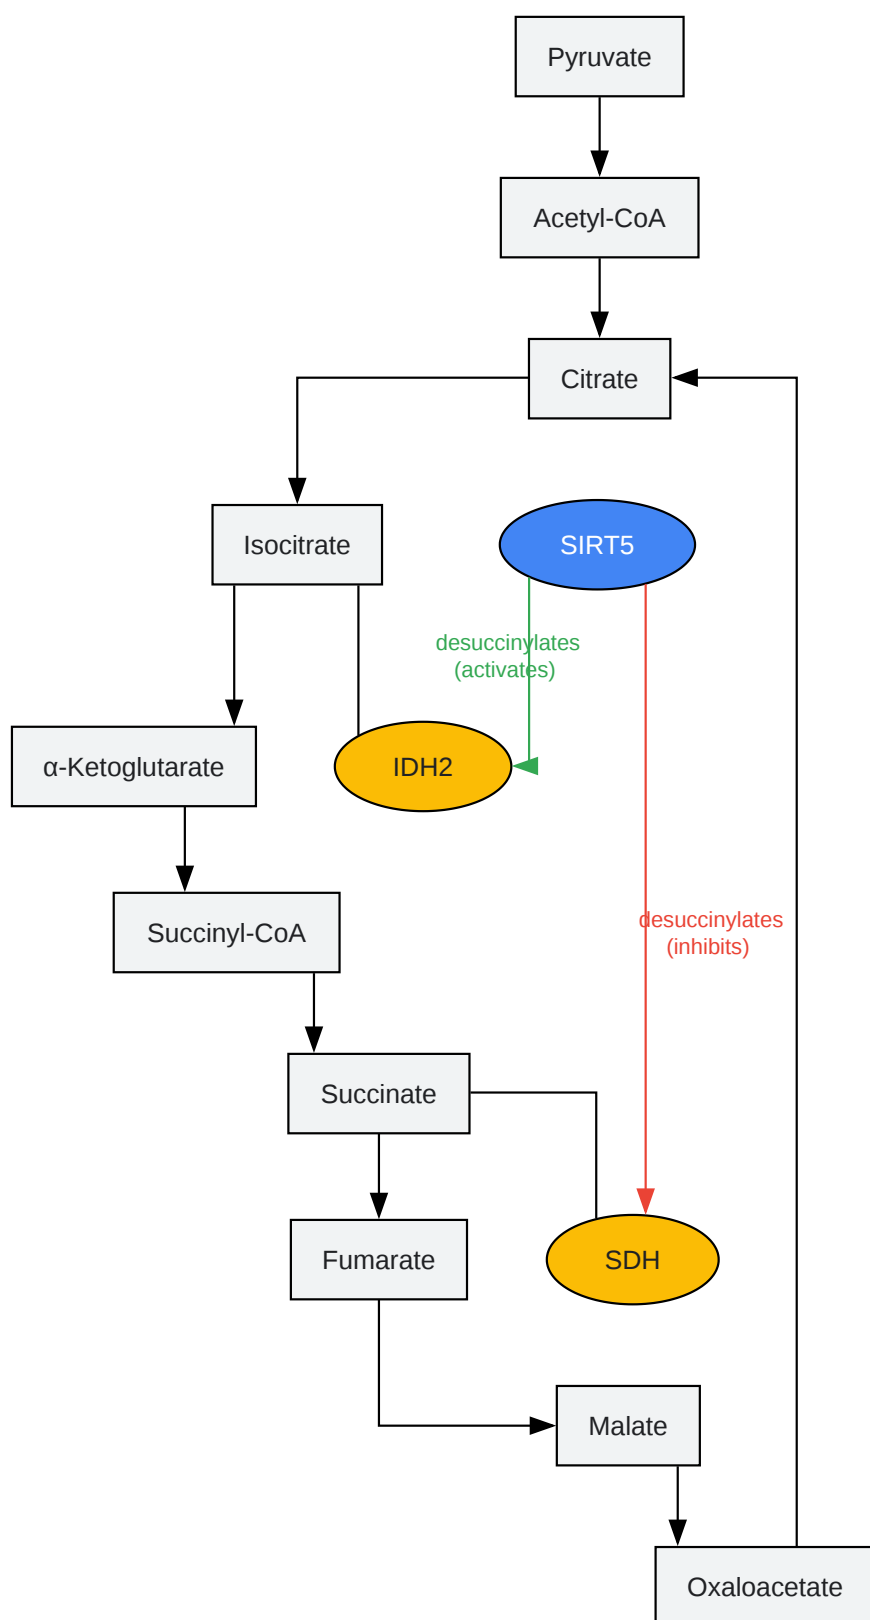 Pyruvate
Acetyl-CoA
Citrate
Isocitrate
SIRT5
desuccinylates
(activates)
α-Ketoglutarate
IDH2
desuccinylates
(inhibits)
Succinyl-CoA
Succinate
Fumarate
SDH
Malate
Oxaloacetate